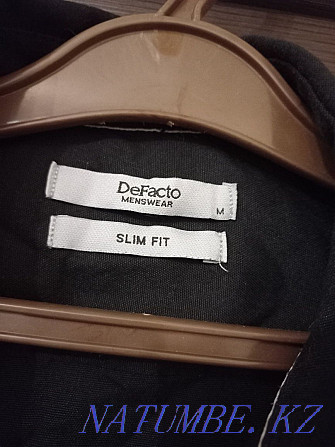 DeFacto
MENSWEAR
M
SLIM FIT
NATUMBE.KZ